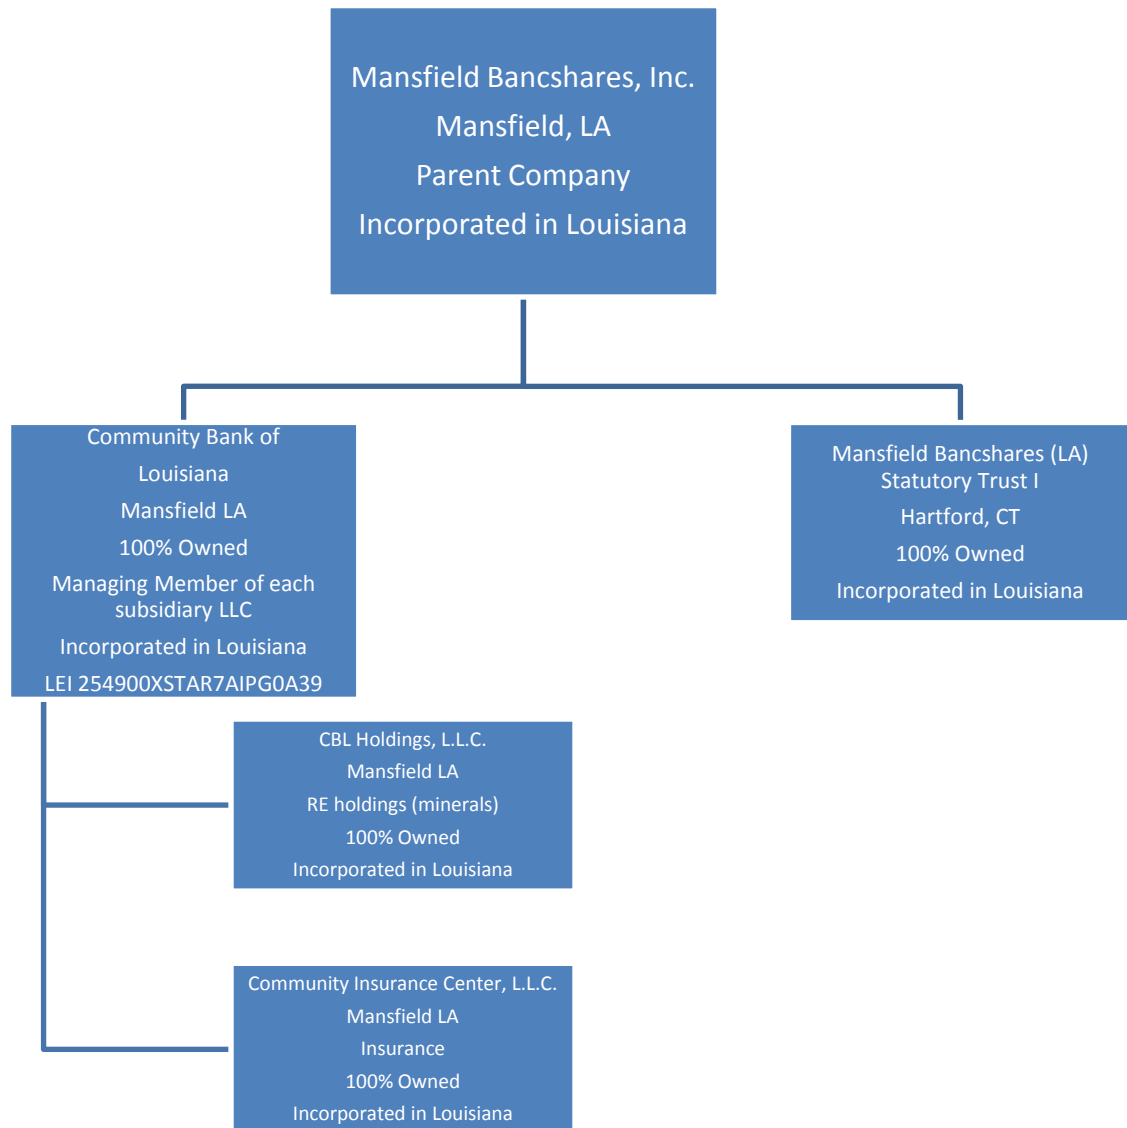 Mansfield Bancshares, Inc.
Mansfield, LA
Parent Company
Incorporated in Louisiana
Community Bank of
Louisiana
Mansfield LA
100% Owned
Managing Member of each
subsidiary LLC
Incorporated in Louisiana
LEI 254900XSTAR7AIPG0A39
Mansfield Bancshares (LA)
Statutory Trust I
Hartford, CT
100% Owned
Incorporated in Louisiana
CBL Holdings, L.L.C.
Mansfield LA
RE holdings (minerals)
100% Owned
Incorporated in Louisiana
Community Insurance Center, L.L.C.
Mansfield LA
Insurance
100% Owned
Incorporated in Louisiana